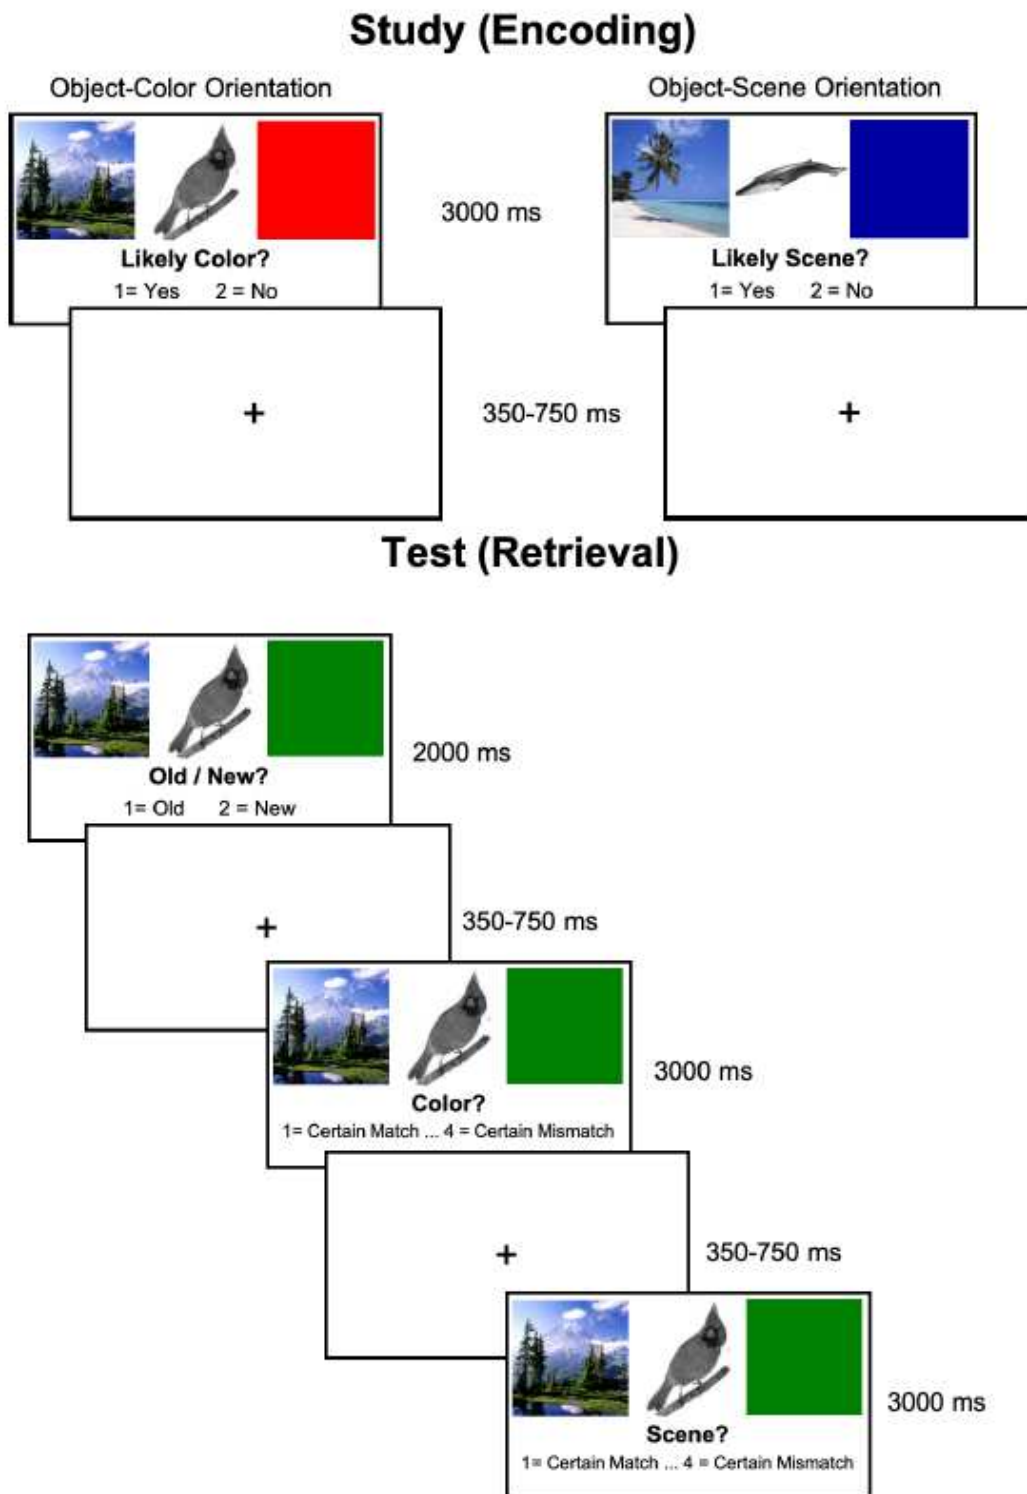 Study (Encoding)
Object-Color Orientation
Object-Scene Orientation
Likely Color?
1= Yes 2 = No
3000 ms
Likely Scene?
1= Yes 2 = No
+
350-750 ms
+
Test (Retrieval)
Old / New?
1= Old 2 = New
2000 ms
+
350-750 ms
Color?
1= Certain Match ... 4 = Certain Mismatch
3000 ms
+
350-750 ms
Scene?
1= Certain Match ... 4 = Certain Mismatch
3000 ms